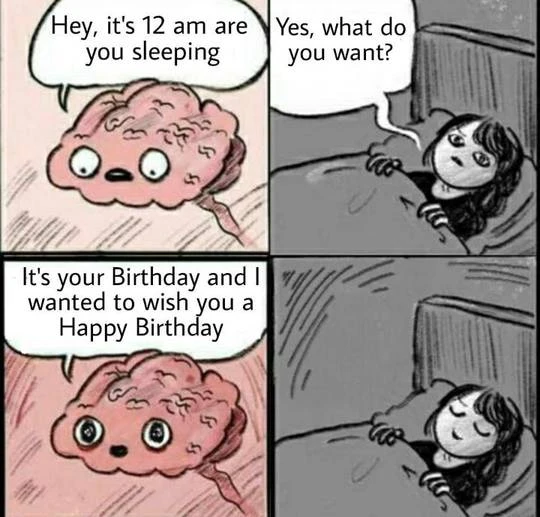 Hey, it's 12 am are
you sleeping
Yes, what do
you want?
It's your Birthday and I
wanted to wish you a
Happy Birthday